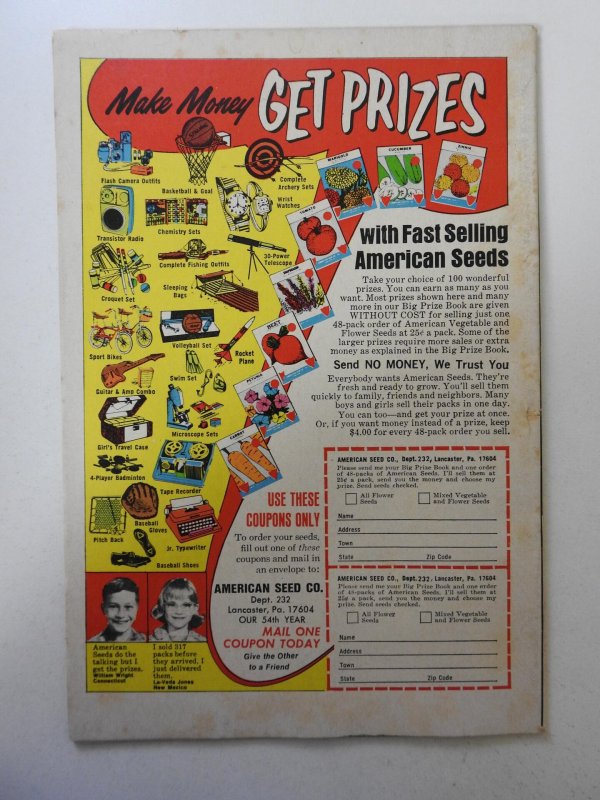 Make Money GET PRIZES
Flash Camera Outfits
Basketball & Goal
Complete
Archery Sets
Wrist
Watches
Transistor Radio
Chemistry Sets
Complete Fishing Outfits
30-Power
Telescope
Croquet Set
Sleeping
Bags
Sport Bikes
Volleyball Set
Rocket
Plane
Guitar & Amp Combo
Swim Set
Girl's Travel Case
Microscope Sets
4-Player Badminton
Tape Recorder
Pitch Back
Baseball
Gloves
Jr. Typewriter
Baseball Shoes
MARIGOLD
CUCUMBER
ZINNIA
TOMATO
BEET
PETUNIA
CARROT
with Fast Selling
American Seeds
Take your choice of 100 wonderful
prizes. You can earn as many as you
want. Most prizes shown here and many
more in our Big Prize Book are given
WITHOUT COST for selling just one
48-pack order of American Vegetable and
Flower Seeds at 25¢ a pack. Some of the
larger prizes require more sales or extra
money as explained in the Big Prize Book.
Send NO MONEY, We Trust You
Everybody wants American Seeds. They're
fresh and ready to grow. You'll sell them
quickly to family, friends and neighbors. Many
boys and girls sell their packs in one day.
You can too—and get your prize at once.
Or, if you want money instead of a prize, keep
$4.00 for every 48-pack order you sell.
USE THESE
COUPONS ONLY
To order your seeds,
fill out one of these
coupons and mail in
an envelope to:
AMERICAN SEED CO.
Dept. 232
Lancaster, Pa. 17604
OUR 54th YEAR
MAIL ONE
COUPON TODAY
Give the Other
to a Friend
American
Seeds do the
talking but I
get the prizes.
William Wright
Connecticut
I sold 317
packs before
they arrived. I
just delivered
them.
La-Veda Jones
New Mexico
AMERICAN SEED CO., Dept. 232, Lancaster, Pa. 17604
Please send me your Big Prize Book and one order
of 48-packs of American Seeds. I'll sell them at
25¢ a pack, send you the money and choose my
prize. Send seeds checked.
All Flower
Seeds
Mixed Vegetable
and Flower Seeds
Name
Address
Town
State Zip Code
AMERICAN SEED CO., Dept. 232, Lancaster, Pa. 17604
Please send me your Big Prize Book and one order
of 48-packs of American Seeds. I'll sell them at
25¢ a pack, send you the money and choose my
prize. Send seeds checked.
All Flower
Seeds
Mixed Vegetable
and Flower Seeds
Name
Address
Town
State Zip Code